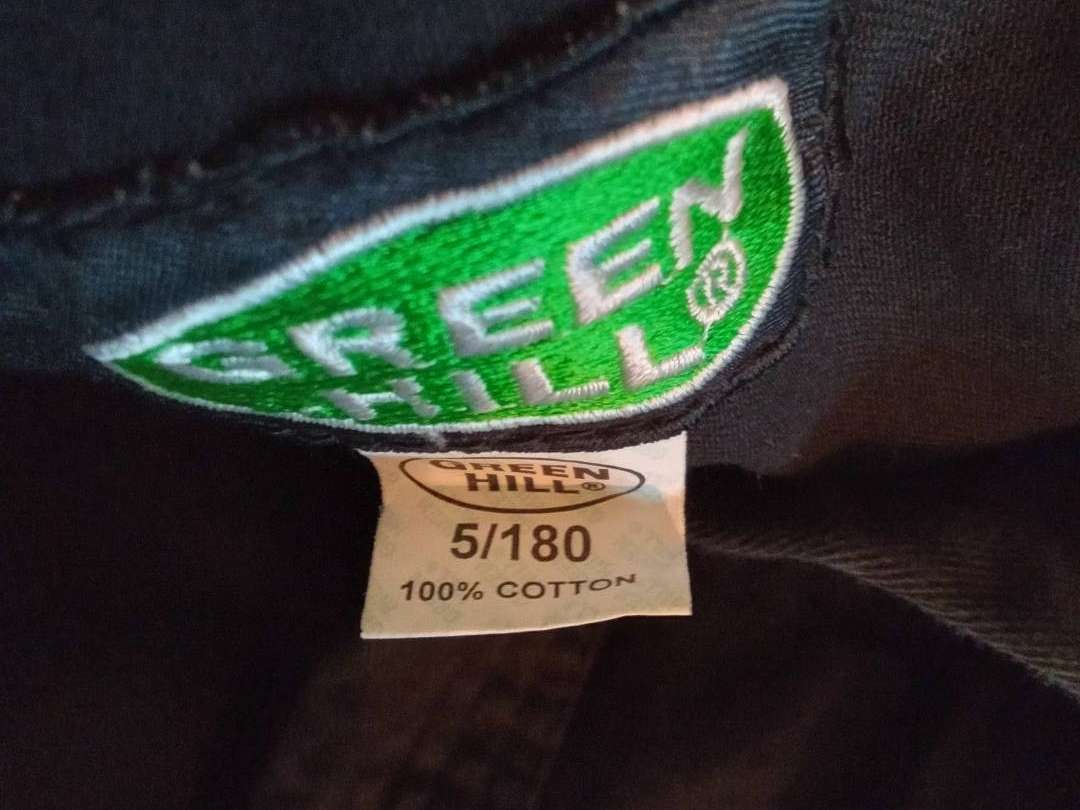 GREEN
HILL ®
GREEN
HILL®
5/180
100% COTTON